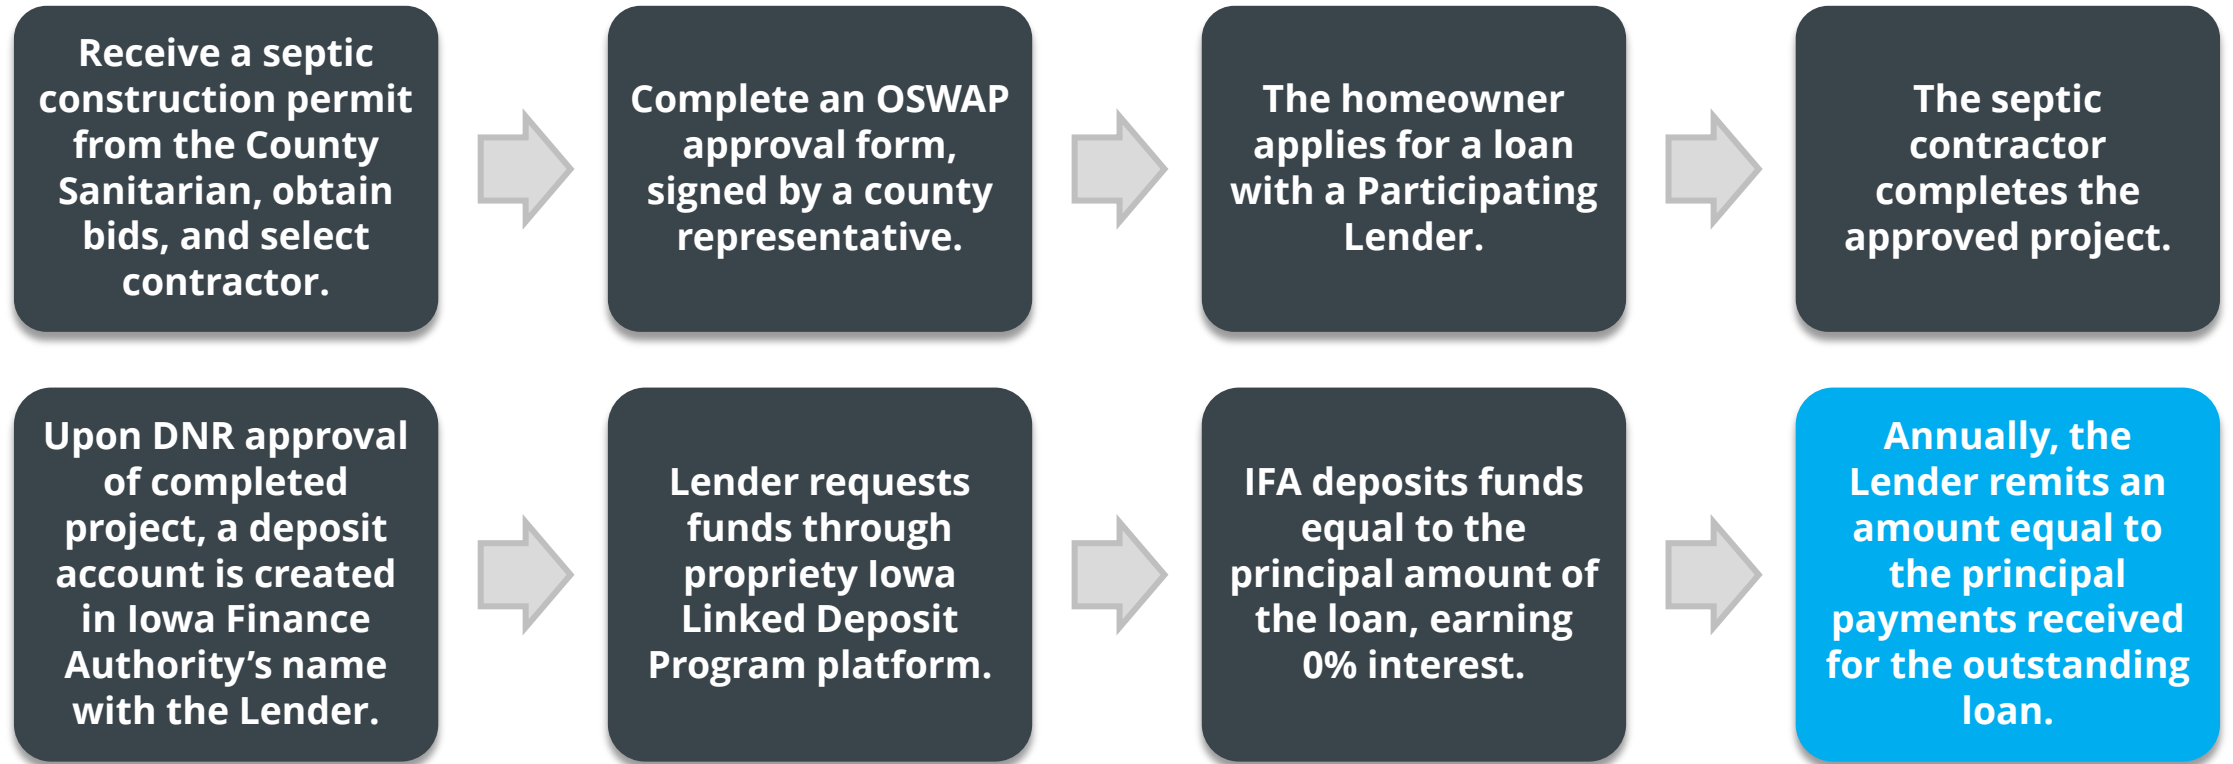 Receive a septic
construction permit
from the County
Sanitarian, obtain
bids, and select
contractor.
Complete an OSWAP
approval form,
signed by a county
representative.
The homeowner
applies for a loan
with a Participating
Lender.
The septic
contractor
completes the
approved project.
Upon DNR approval
of completed
project, a deposit
account is created
in Iowa Finance
Authority’s name
with the Lender.
Lender requests
funds through
propriety Iowa
Linked Deposit
Program platform.
IFA deposits funds
equal to the
principal amount of
the loan, earning
0% interest.
Annually, the
Lender remits an
amount equal to
the principal
payments received
for the outstanding
loan.